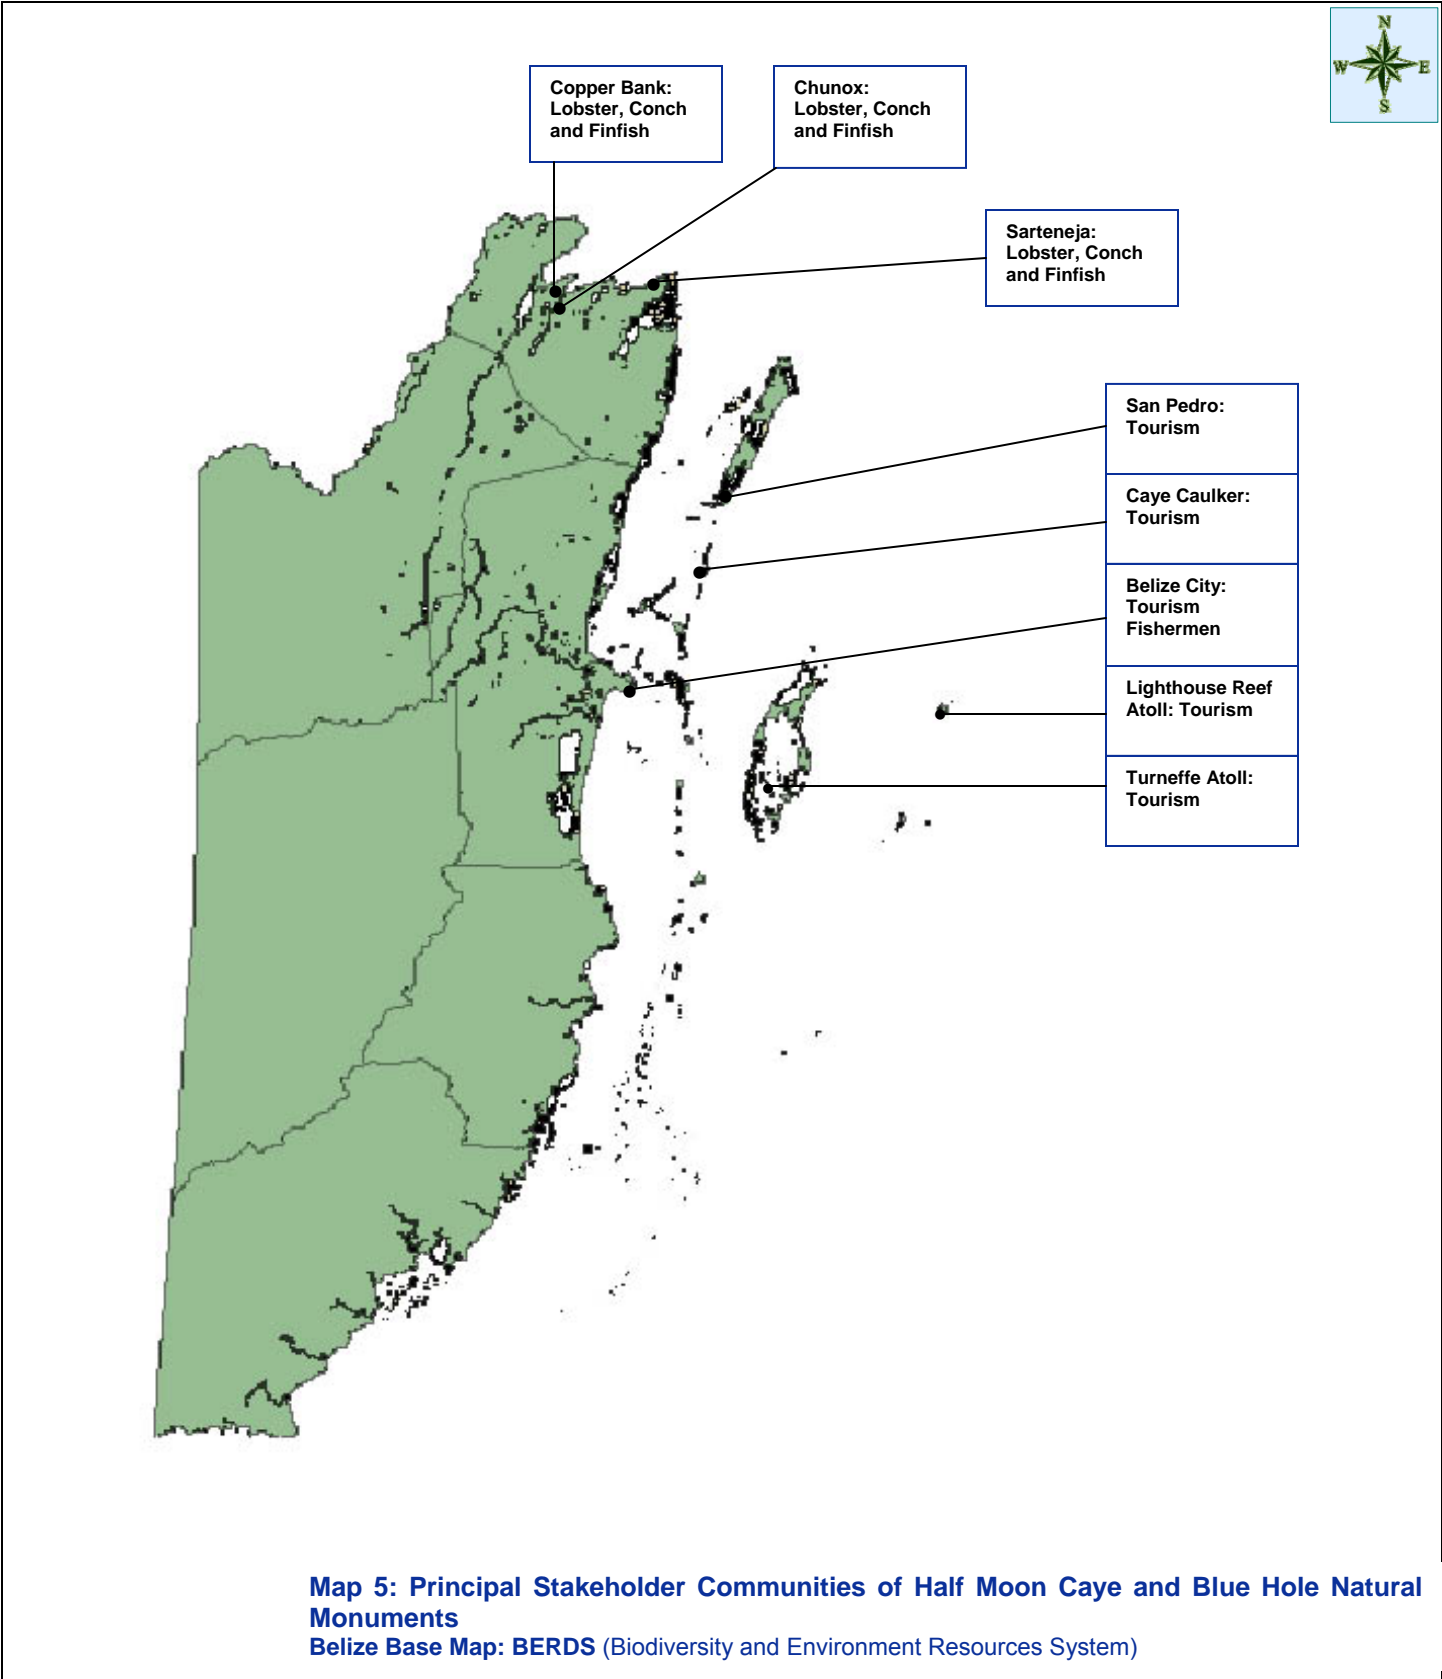 N
W E
S
Copper Bank:
Lobster, Conch
and Finfish
Chunox:
Lobster, Conch
and Finfish
Sarteneja:
Lobster, Conch
and Finfish
San Pedro:
Tourism
Caye Caulker:
Tourism
Belize City:
Tourism
Fishermen
Lighthouse Reef
Atoll: Tourism
Turneffe Atoll:
Tourism
Map 5: Principal Stakeholder Communities of Half Moon Caye and Blue Hole Natural
Monuments
Belize Base Map: BERDS (Biodiversity and Environment Resources System)